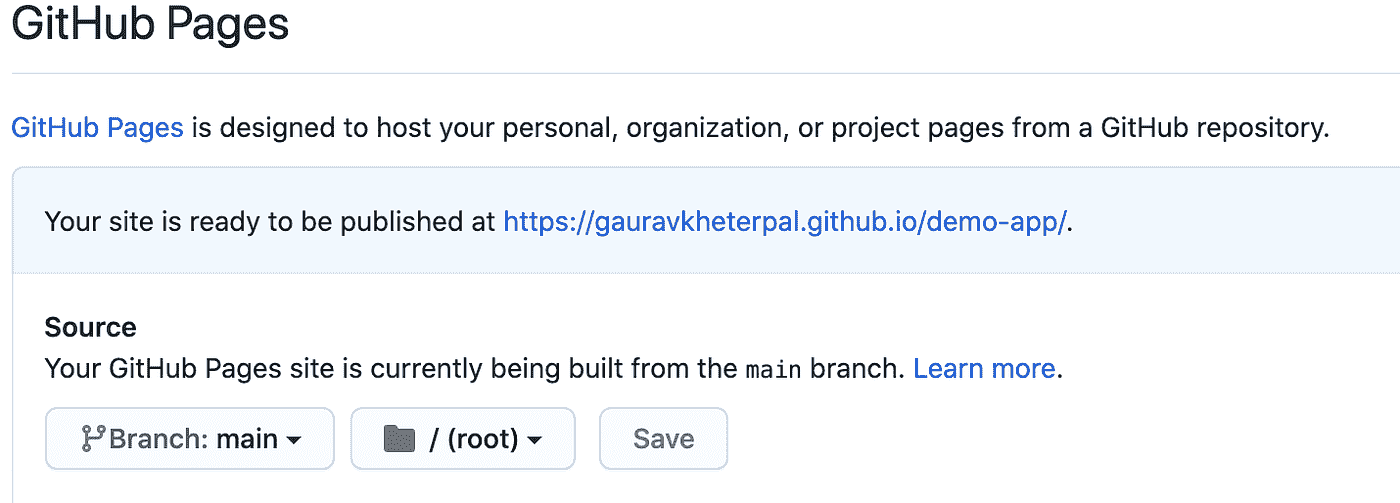 GitHub Pages
GitHub Pages is designed to host your personal, organization, or project pages from a GitHub repository.
Your site is ready to be published at https://gauravkheterpal.github.io/demo-app/.
Source
Your GitHub Pages site is currently being built from the main branch. Learn more.
Branch: main / (root) Save